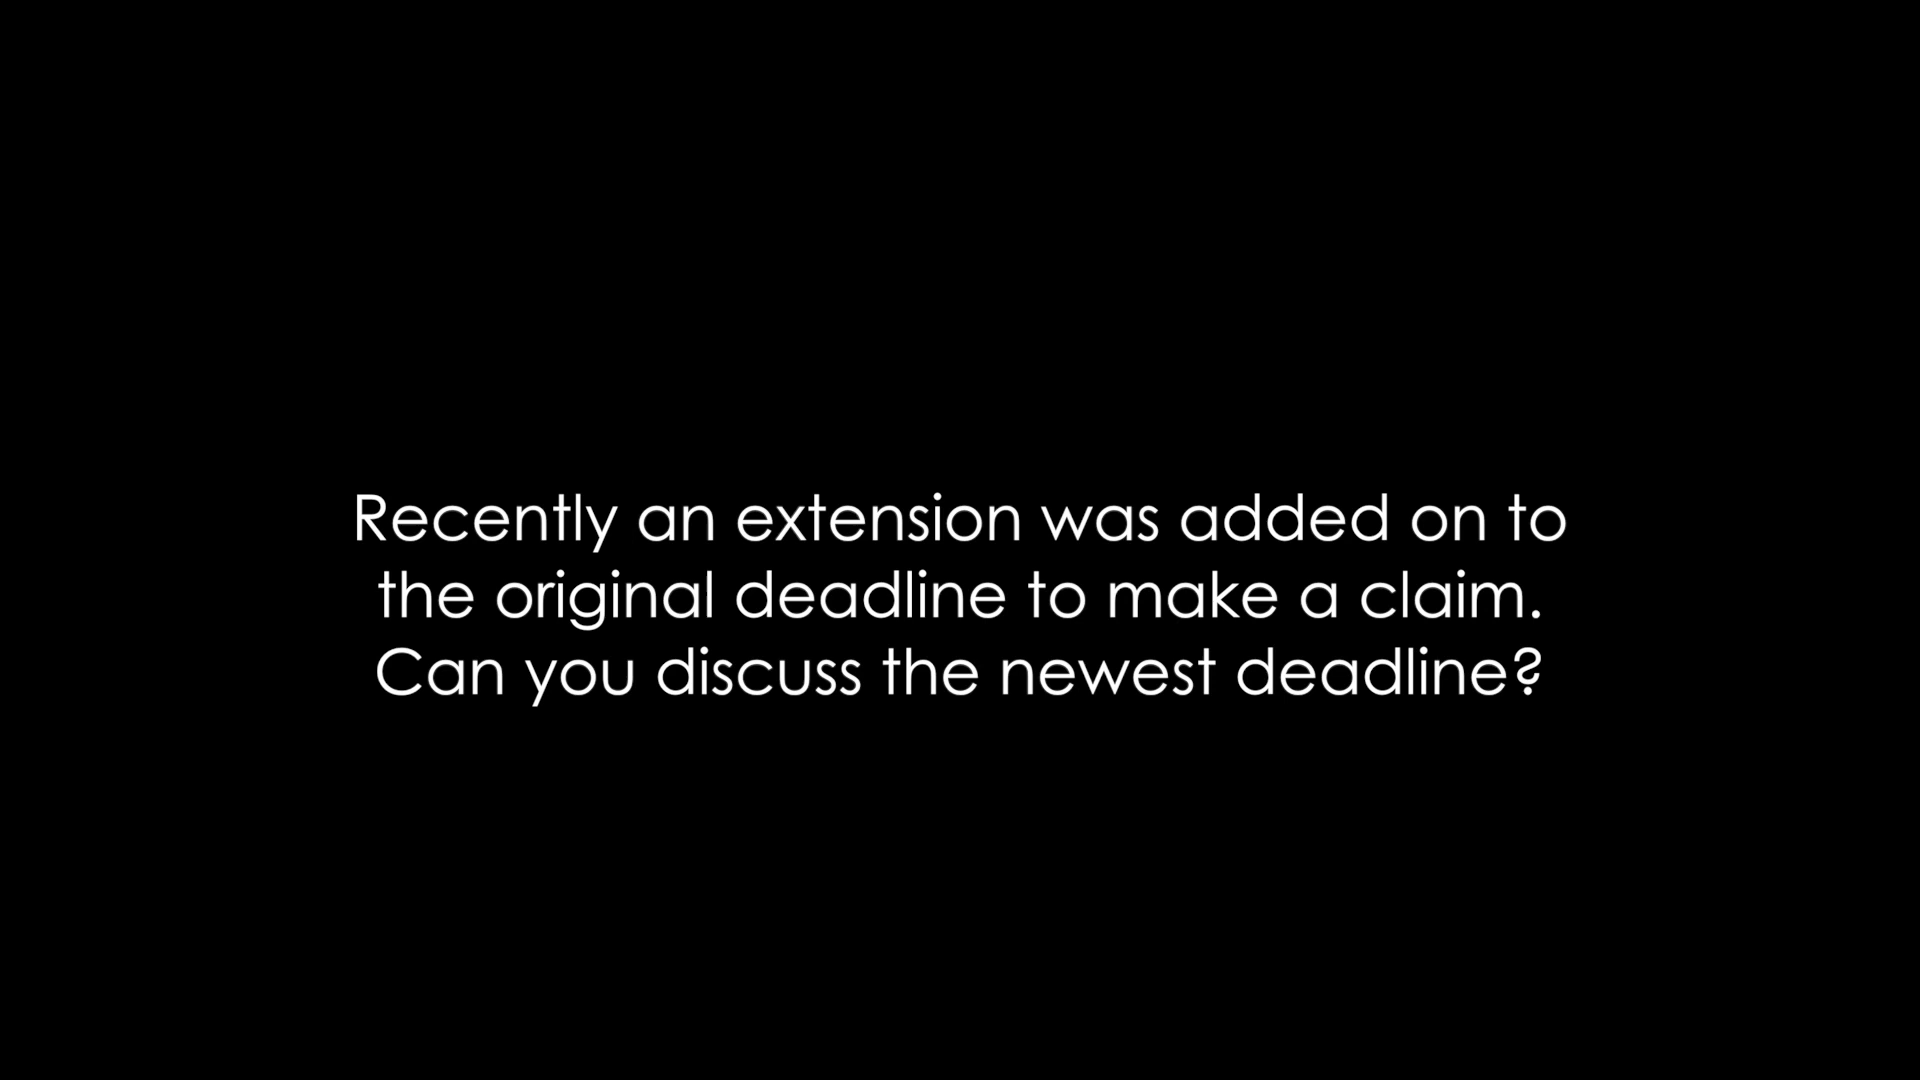 Recently an extension was added on to
the original deadline to make a claim.
Can you discuss the newest deadline?